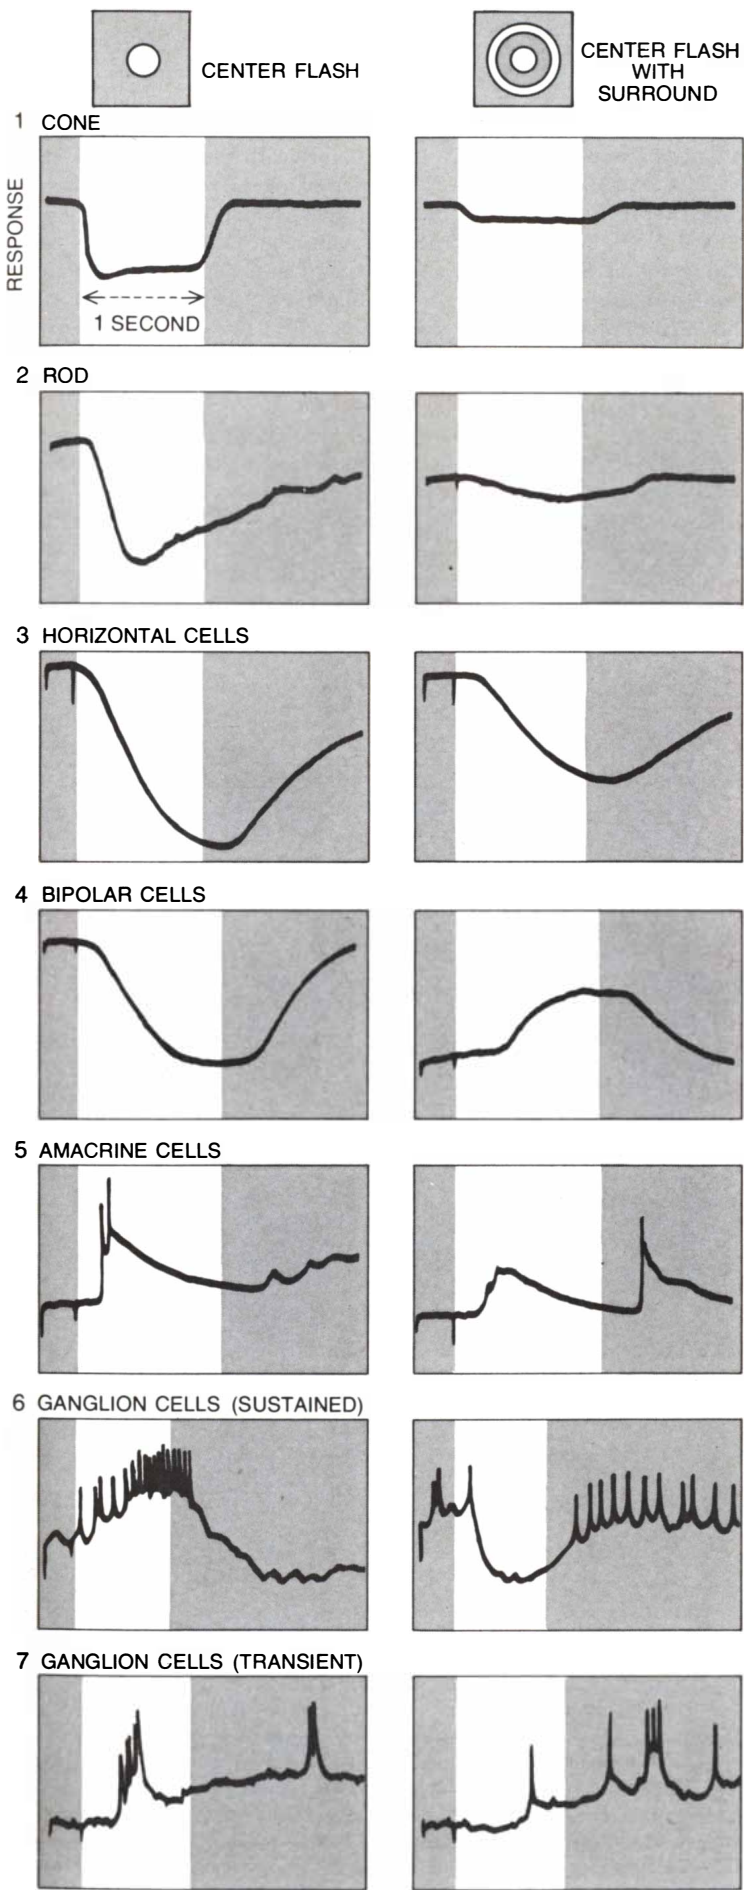 CENTER FLASH
CENTER FLASH
WITH
SURROUND
1 CONE
RESPONSE
1 SECOND
2 ROD
3 HORIZONTAL CELLS
4 BIPOLAR CELLS
5 AMACRINE CELLS
6 GANGLION CELLS (SUSTAINED)
7 GANGLION CELLS (TRANSIENT)